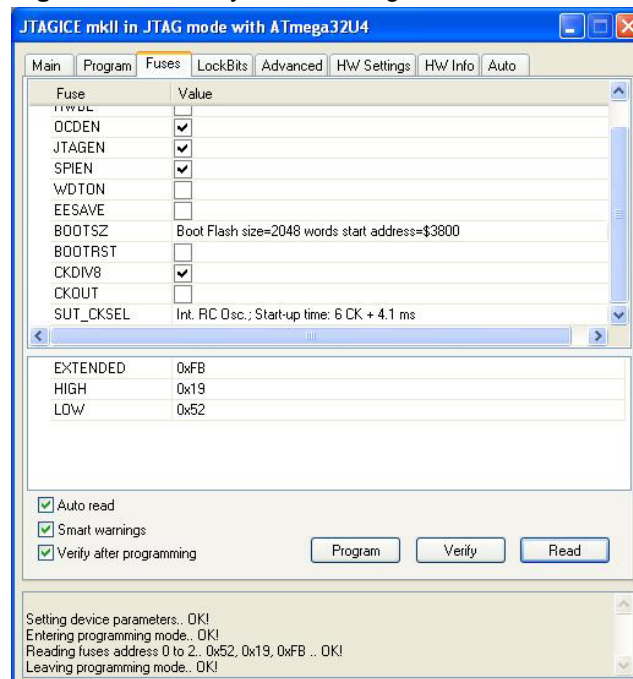 JTAGICE mkII in JTAG mode with ATmega32U4
Main Program Fuses LockBits Advanced HW Settings HW Info Auto
Fuse Value
OCDEN
JTAGEN
SPIEN
WDTON
EESAVE
BOOTSZ Boot Flash size=2048 words start address=$3800
BOOTRST
CKDIV8
CKOUT
SUT_CKSEL Int. RC Osc.; Start-up time: 6 CK + 4.1 ms
EXTENDED 0xFB
HIGH 0x19
LOW 0x52
Auto read
Smart warnings
Verify after programming Program Verify Read
Setting device parameters.. OK!
Entering programming mode.. OK!
Reading fuses address 0 to 2.. 0x52, 0x19, 0xFB .. OK!
Leaving programming mode.. OK!